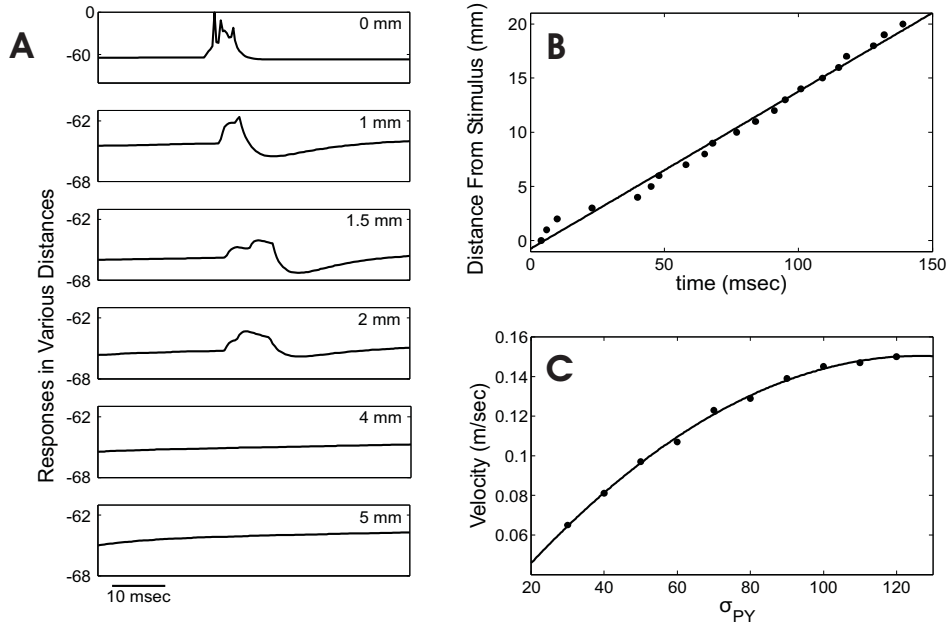 A
Responses in Various Distances
0
-60
0 mm
-62
-68
1 mm
-62
-68
1.5 mm
-62
-68
2 mm
-62
-68
4 mm
-62
-68
5 mm
10 msec
B
Distance From Stimulus (mm)
20
15
10
5
0
0 50 100 150
time (msec)
C
Velocity (m/sec)
0.16
0.14
0.12
0.1
0.08
0.06
20 40 60 80 100 120
σPY